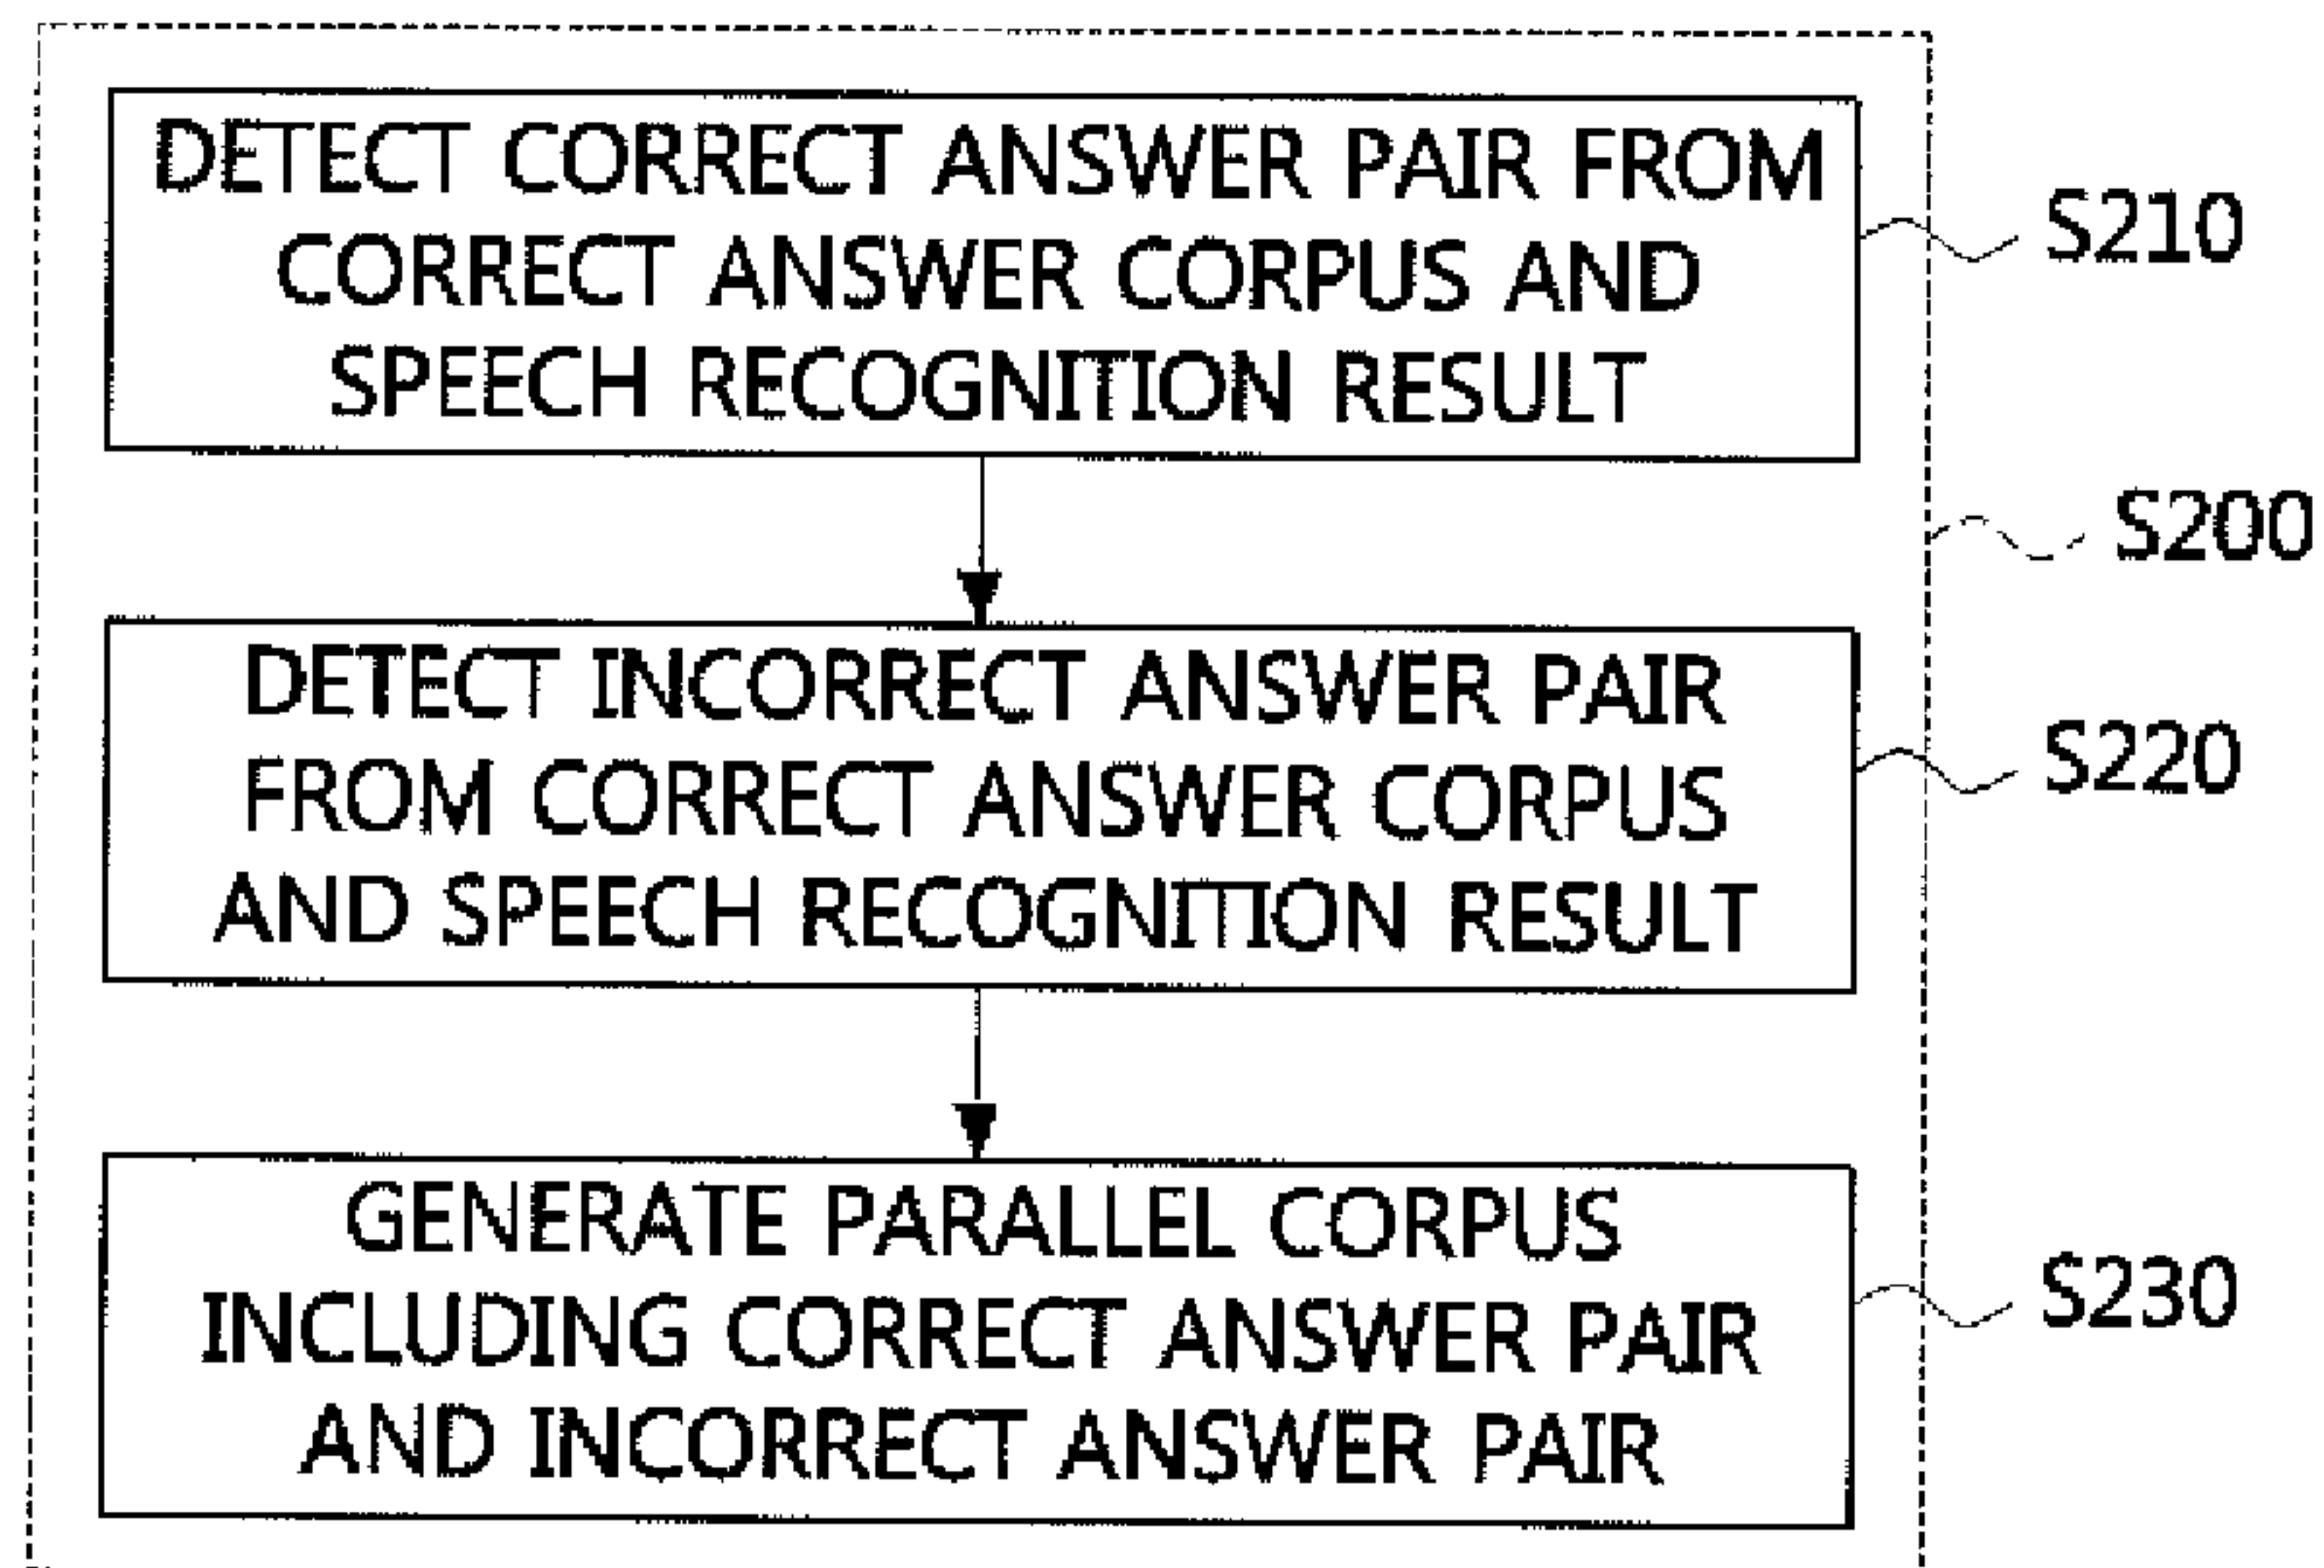 DETECT CORRECT ANSWER PAIR FROM
CORRECT ANSWER CORPUS AND
SPEECH RECOGNITION RESULT
S210
S200
DETECT INCORRECT ANSWER PAIR
FROM CORRECT ANSWER CORPUS
AND SPEECH RECOGNITION RESULT
S220
GENERATE PARALLEL CORPUS
INCLUDING CORRECT ANSWER PAIR
AND INCORRECT ANSWER PAIR
S230